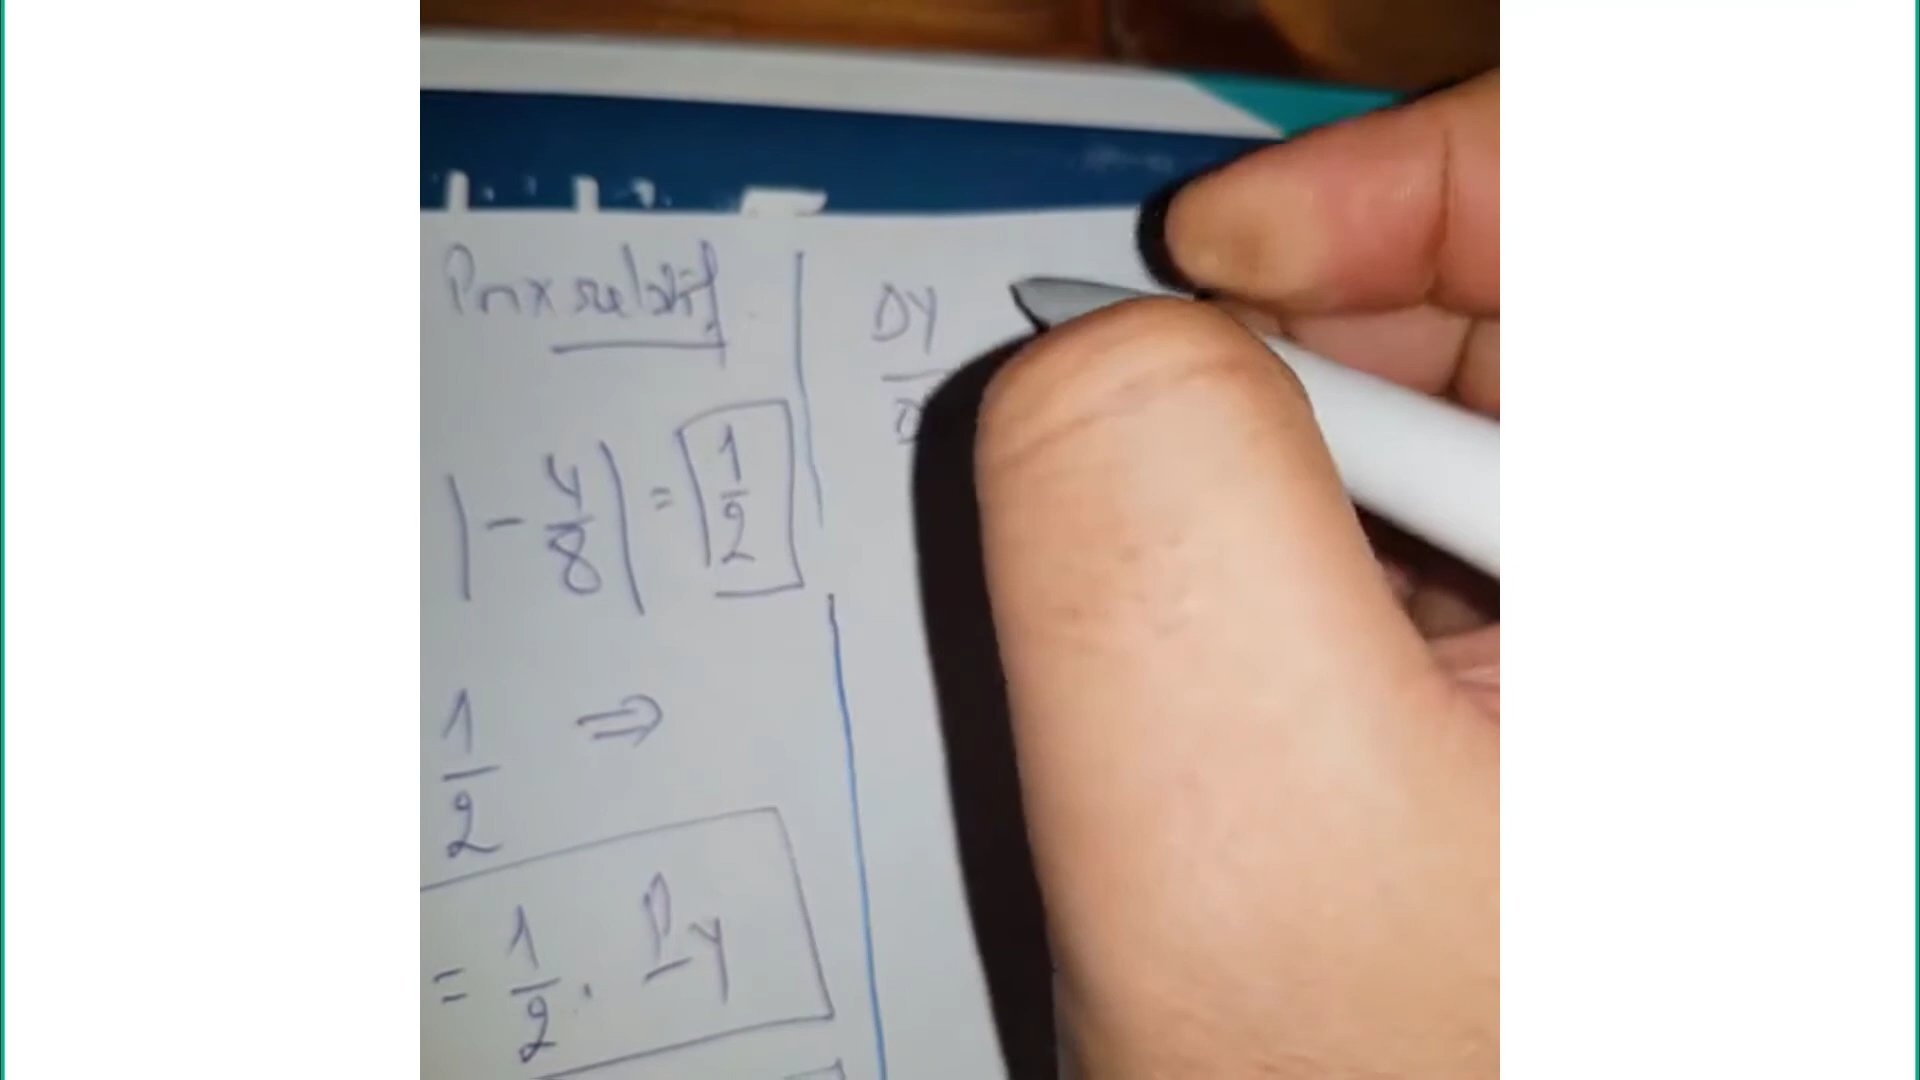 Prix relatif
DY
D
|- 4/8 | = 1/2
1/2 ⇒
= 1/2 . Py